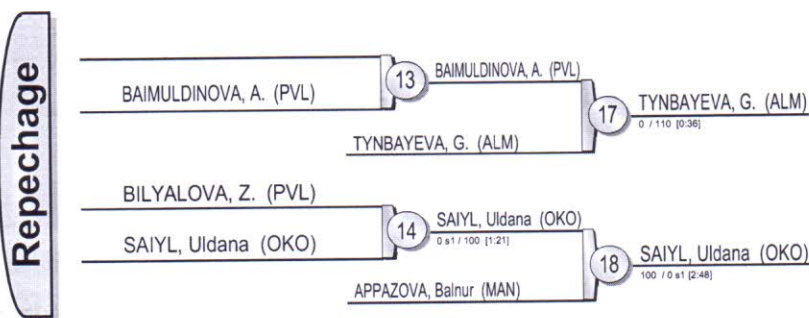 Repechage
BAIMULDINOVA, A. (PVL)
13
BAIMULDINOVA, A. (PVL)
TYNBAYEVA, G. (ALM)
17
TYNBAYEVA, G. (ALM)
0 / 110 [0:36]
BILYALOVA, Z. (PVL)
SAIYL, Uldana (OKO)
14
SAIYL, Uldana (OKO)
0 s1 / 100 [1:21]
APPAZOVA, Balnur (MAN)
18
SAIYL, Uldana (OKO)
100 / 0 s1 [2:48]